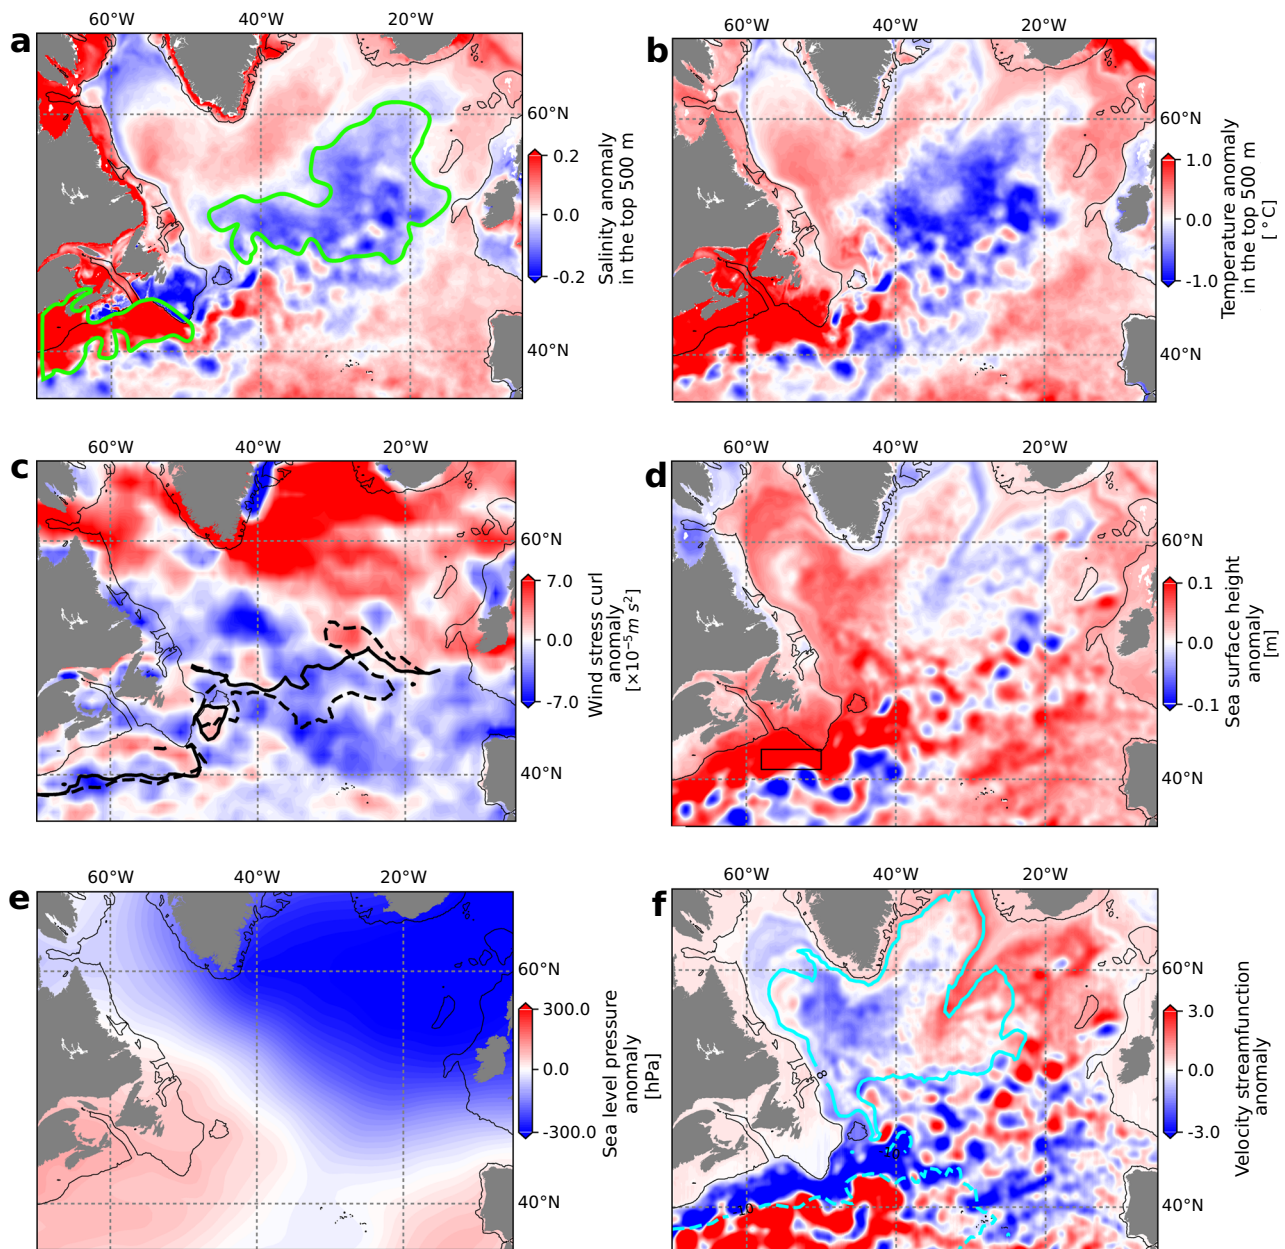 60°W 40°W 20°W
a
60°N
40°N
0.2
0.0
-0.2
Salinity anomaly
in the top 500 m
60°W 40°W 20°W
b
60°N
40°N
1.0
0.0
-1.0
Temperature anomaly
in the top 500 m
[ °C]
60°W 40°W 20°W
c
60°N
40°N
7.0
0.0
-7.0
Wind stress curl
anomaly
[×10⁻⁵m s²]
60°W 40°W 20°W
d
60°N
40°N
0.1
0.0
-0.1
Sea surface height
anomaly
[m]
60°W 40°W 20°W
e
60°N
40°N
300.0
0.0
-300.0
Sea level pressure
anomaly
[hPa]
60°W 40°W 20°W
f
60°N
40°N
8
10
3.0
0.0
-3.0
Velocity streamfunction
anomaly